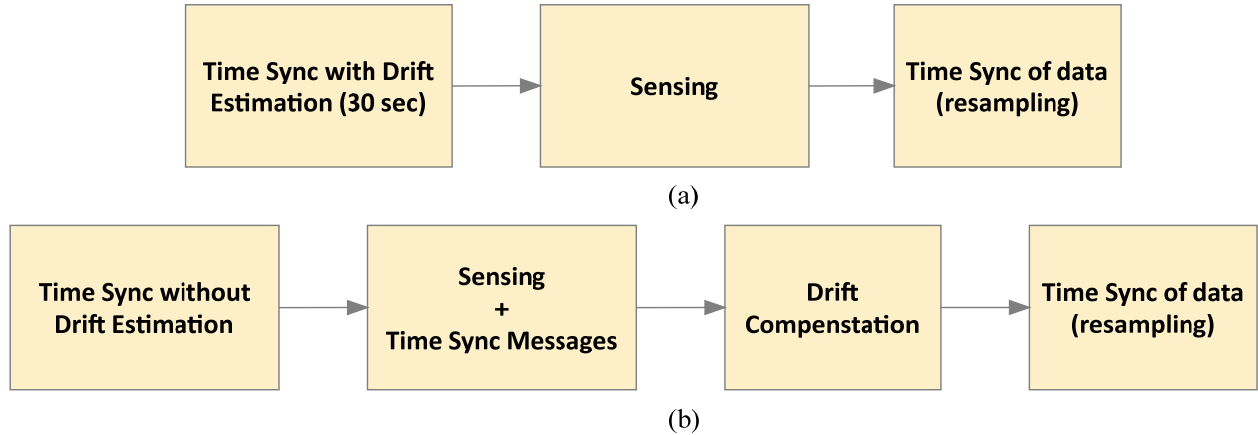 Time Sync with Drift
Estimation (30 sec)
Sensing
Time Sync of data
(resampling)
(a)
Time Sync without
Drift Estimation
Sensing
+
Time Sync Messages
Drift
Compenstation
Time Sync of data
(resampling)
(b)